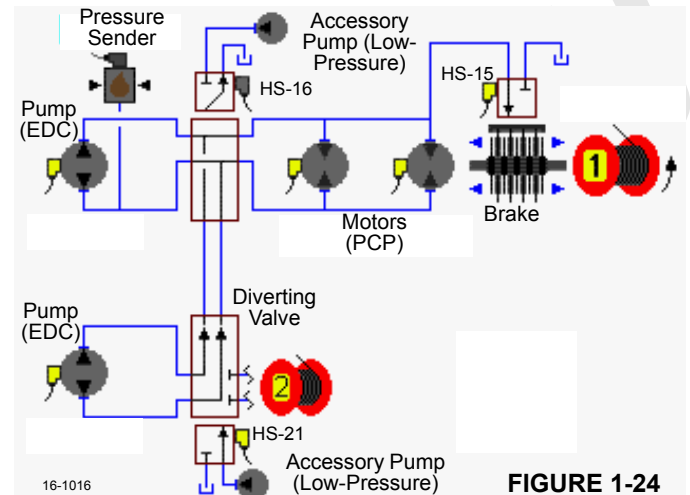 Pressure
Sender
Accessory
Pump (Low-
Pressure)
HS-16
HS-15
Pump
(EDC)
1
Motors
(PCP)
Brake
Pump
(EDC)
Diverting
Valve
2
HS-21
Accessory Pump
(Low-Pressure)
16-1016
FIGURE 1-24